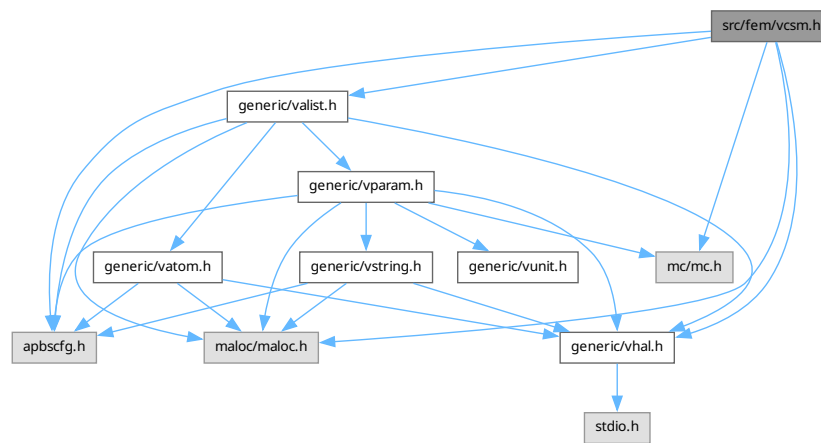 src/fem/vcsm.h
generic/valist.h
generic/vparam.h
generic/vatom.h
generic/vstring.h
generic/vunit.h
mc/mc.h
apbscfg.h
maloc/maloc.h
generic/vhal.h
stdio.h